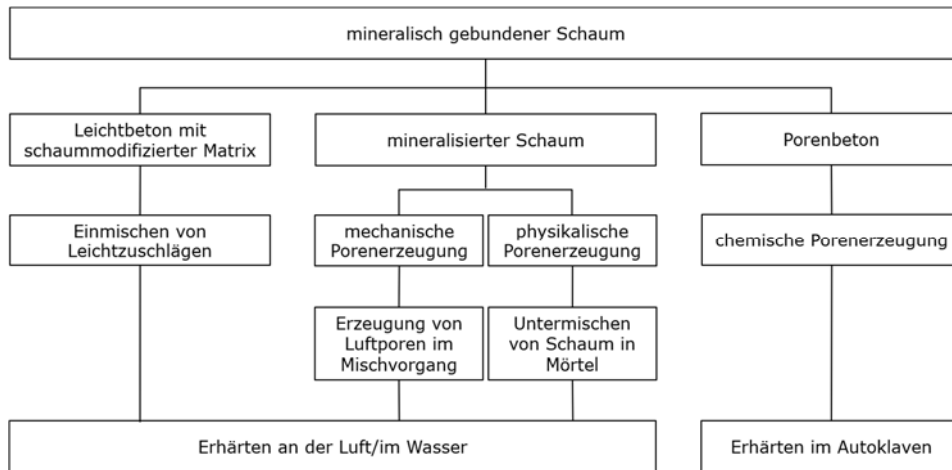 mineralisch gebundener Schaum
Leichtbeton mit
schaummodifizierter Matrix
mineralisierter Schaum
Porenbeton
Einmischen von
Leichtzuschlägen
mechanische
Porenerzeugung
physikalische
Porenerzeugung
chemische Porenerzeugung
Erzeugung von
Luftporen im
Mischvorgang
Untermischen
von Schaum in
Mörtel
Erhärten an der Luft/im Wasser
Erhärten im Autoklaven